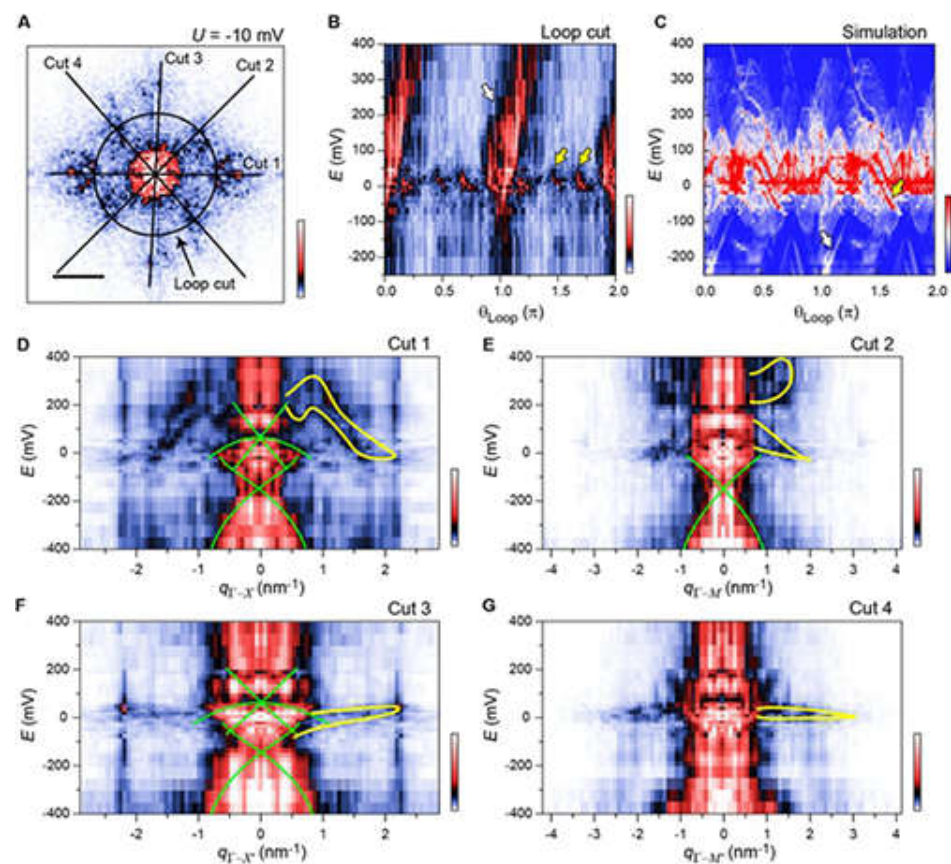 A
U = -10 mV
Cut 4
Cut 3
Cut 2
Cut 1
Loop cut
B
Loop cut
E (mV)
400
300
200
100
0
-100
-200
0.0 0.5 1.0 1.5 2.0
θLoop (π)
C
Simulation
E (mV)
400
300
200
100
0
-100
-200
0.0 0.5 1.0 1.5 2.0
θLoop (π)
D
Cut 1
E (mV)
400
200
0
-200
-400
-2 -1 0 1 2
qΓ–X (nm-1)
E
Cut 2
E (mV)
400
200
0
-200
-400
-4 -3 -2 -1 0 1 2 3 4
qΓ–M (nm-1)
F
Cut 3
E (mV)
400
200
0
-200
-400
-2 -1 0 1 2
qΓ–X' (nm-1)
G
Cut 4
E (mV)
400
200
0
-200
-400
-4 -3 -2 -1 0 1 2 3 4
qΓ–M' (nm-1)